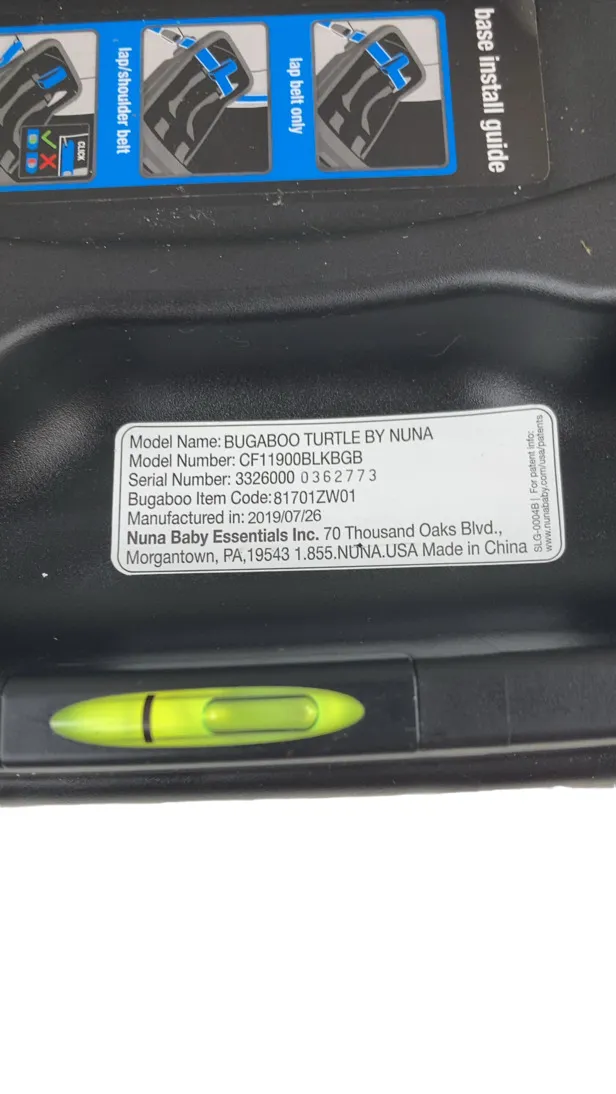 base install guide
lap belt only
lap/shoulder belt
CLICK
Model Name: BUGABOO TURTLE BY NUNA
Model Number: CF11900BLKBGB
Serial Number: 3326000 0362773
Bugaboo Item Code: 81701ZW01
Manufactured in: 2019/07/26
Nuna Baby Essentials Inc. 70 Thousand Oaks Blvd.,
Morgantown, PA,19543 1.855.NUNA.USA Made in China
SLG-0004B | For patent info:
www.nunababy.com/usa/patents